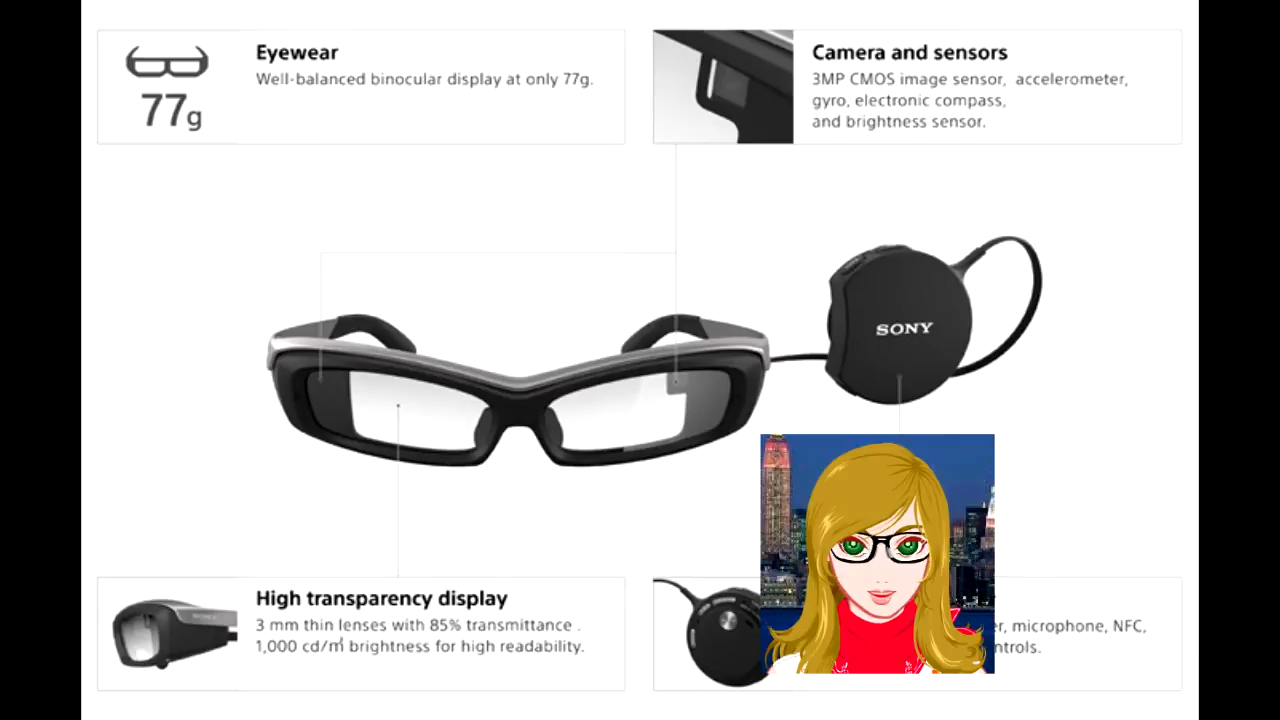 Eyewear
Well-balanced binocular display at only 77g.
77g
Camera and sensors
3MP CMOS image sensor, accelerometer,
gyro, electronic compass,
and brightness sensor.
SONY
High transparency display
3 mm thin lenses with 85% transmittance .
1,000 cd/㎡ brightness for high readability.
microphone, NFC,